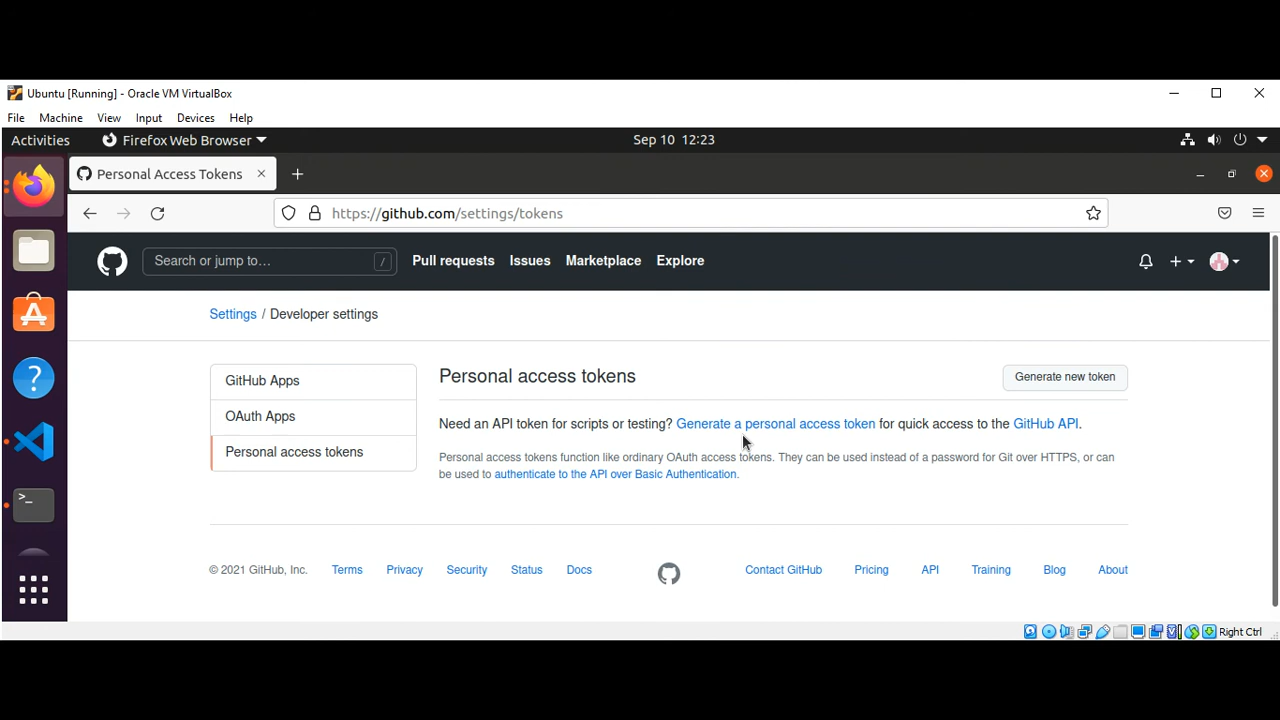 Ubuntu [Running] - Oracle VM VirtualBox
File Machine View Input Devices Help
Activities Firefox Web Browser Sep 10 12:23
Personal Access Tokens
https://github.com/settings/tokens
Search or jump to… / Pull requests Issues Marketplace Explore
Settings / Developer settings
GitHub Apps
OAuth Apps
Personal access tokens
Personal access tokens Generate new token
Need an API token for scripts or testing? Generate a personal access token for quick access to the GitHub API.
Personal access tokens function like ordinary OAuth access tokens. They can be used instead of a password for Git over HTTPS, or can
be used to authenticate to the API over Basic Authentication.
© 2021 GitHub, Inc. Terms Privacy Security Status Docs Contact GitHub Pricing API Training Blog About
Right Ctrl